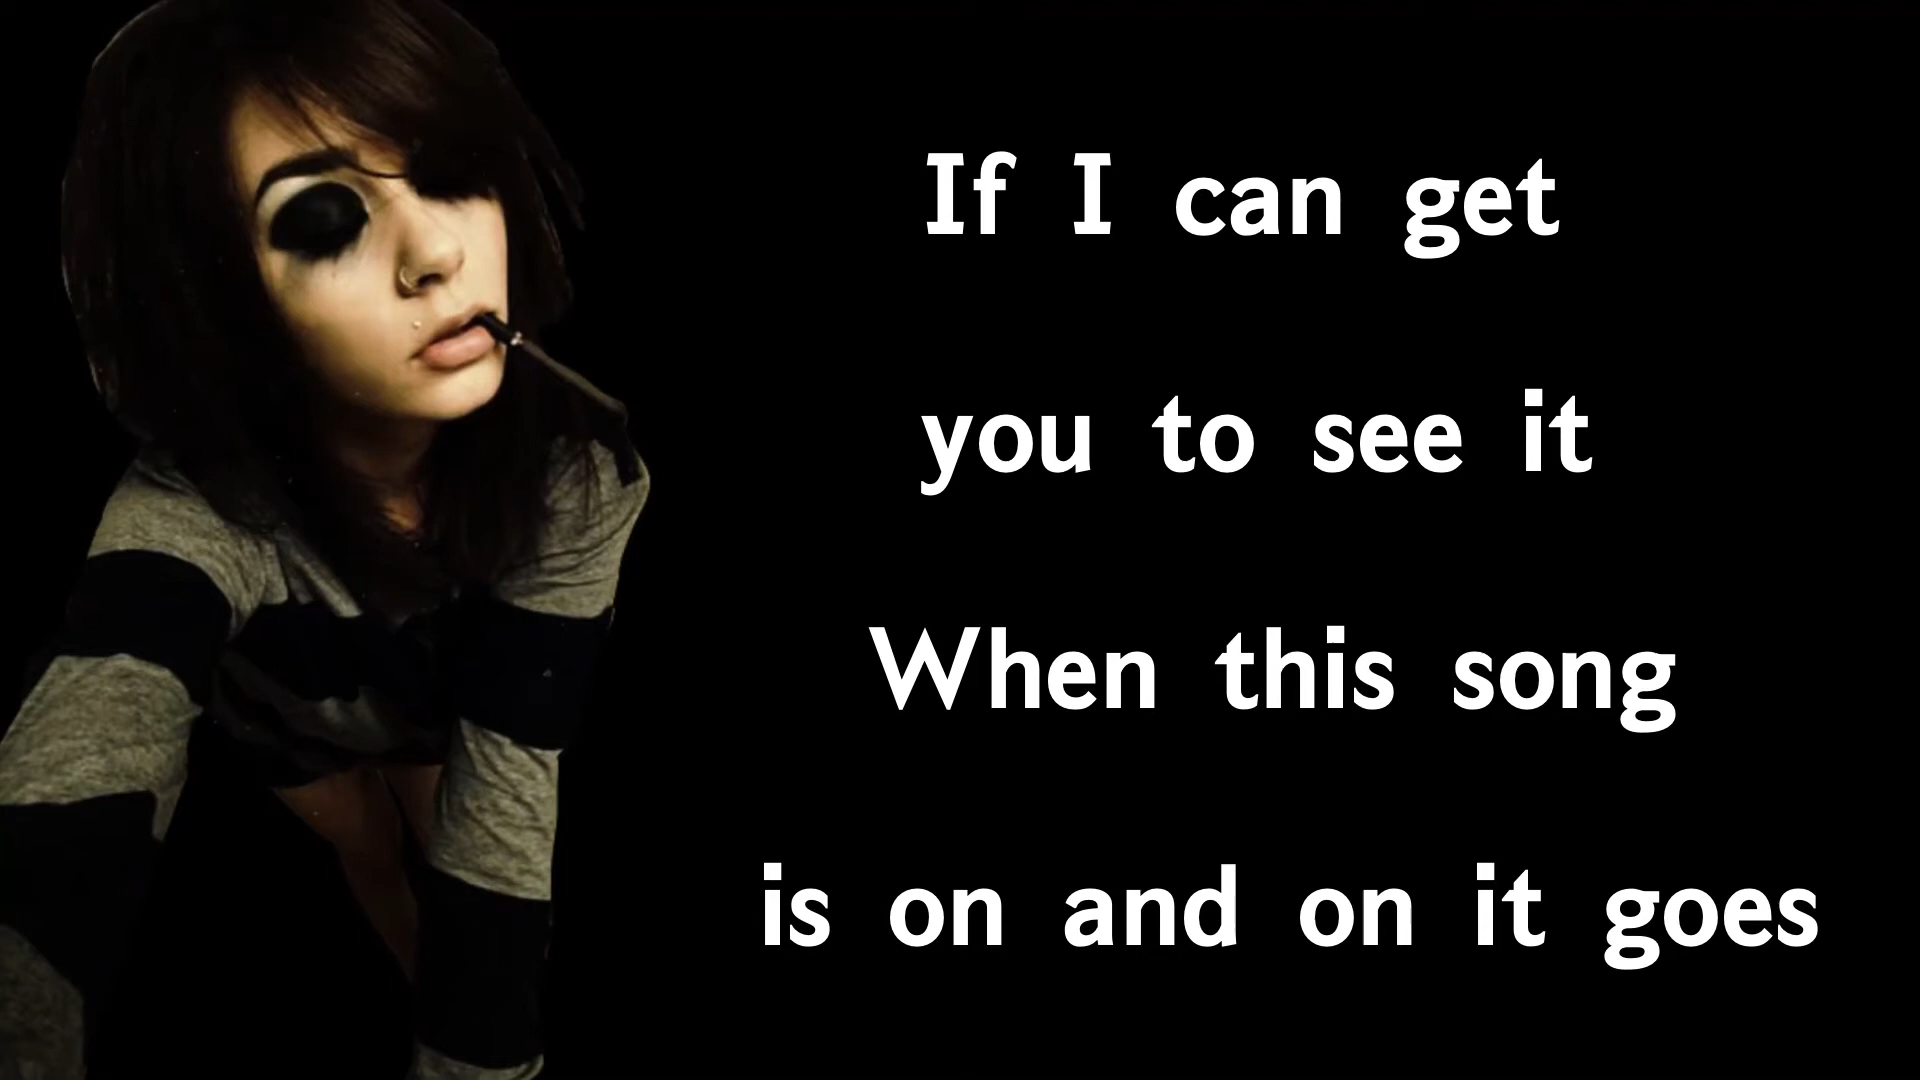 If I can get
you to see it
When this song
is on and on it goes